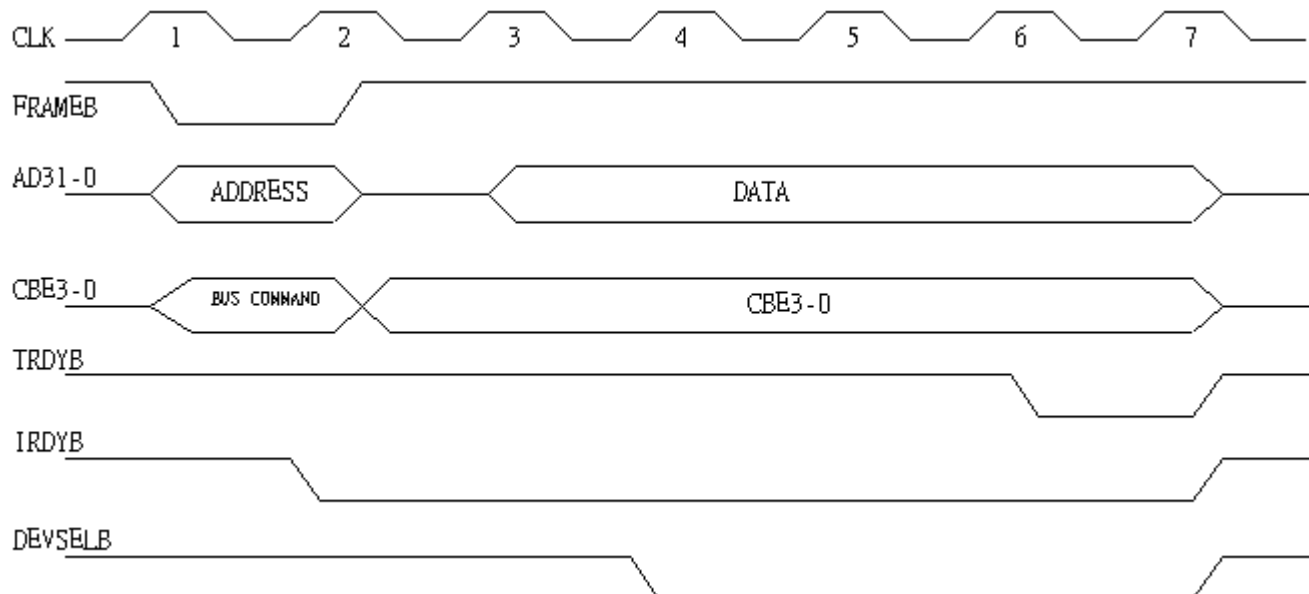 CLK 1 2 3 4 5 6 7
FRAMEB
AD31-0 ADDRESS DATA
CBE3-0 BUS COMMAND CBE3-0
TRDYB
IRDYB
DEVSELB